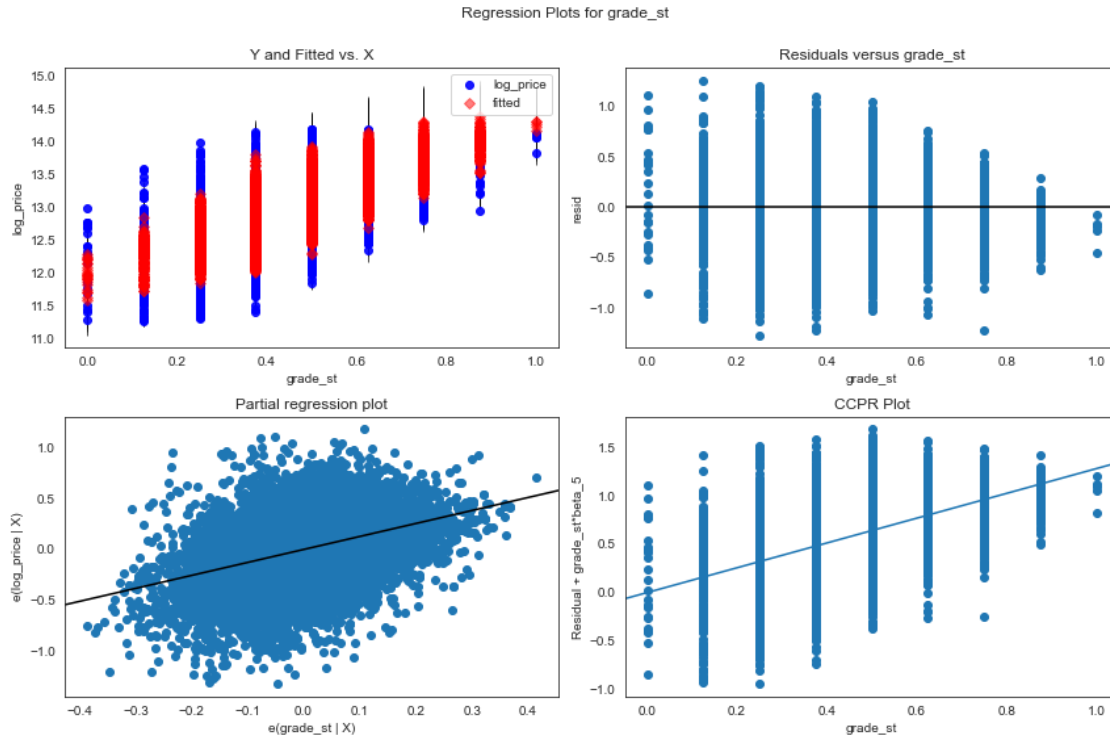 Regression Plots for grade_st
Y and Fitted vs. X
15.0
14.5
14.0
13.5
13.0
12.5
12.0
11.5
11.0
log_price
log_price
fitted
0.0 0.2 0.4 0.6 0.8 1.0
grade_st
Residuals versus grade_st
1.0
0.5
0.0
−0.5
−1.0
resid
0.0 0.2 0.4 0.6 0.8 1.0
grade_st
Partial regression plot
1.0
0.5
0.0
−0.5
−1.0
e(log_price | X)
−0.4 −0.3 −0.2 −0.1 0.0 0.1 0.2 0.3 0.4
e(grade_st | X)
CCPR Plot
1.5
1.0
0.5
0.0
−0.5
−1.0
Residual + grade_st*beta_5
0.0 0.2 0.4 0.6 0.8 1.0
grade_st